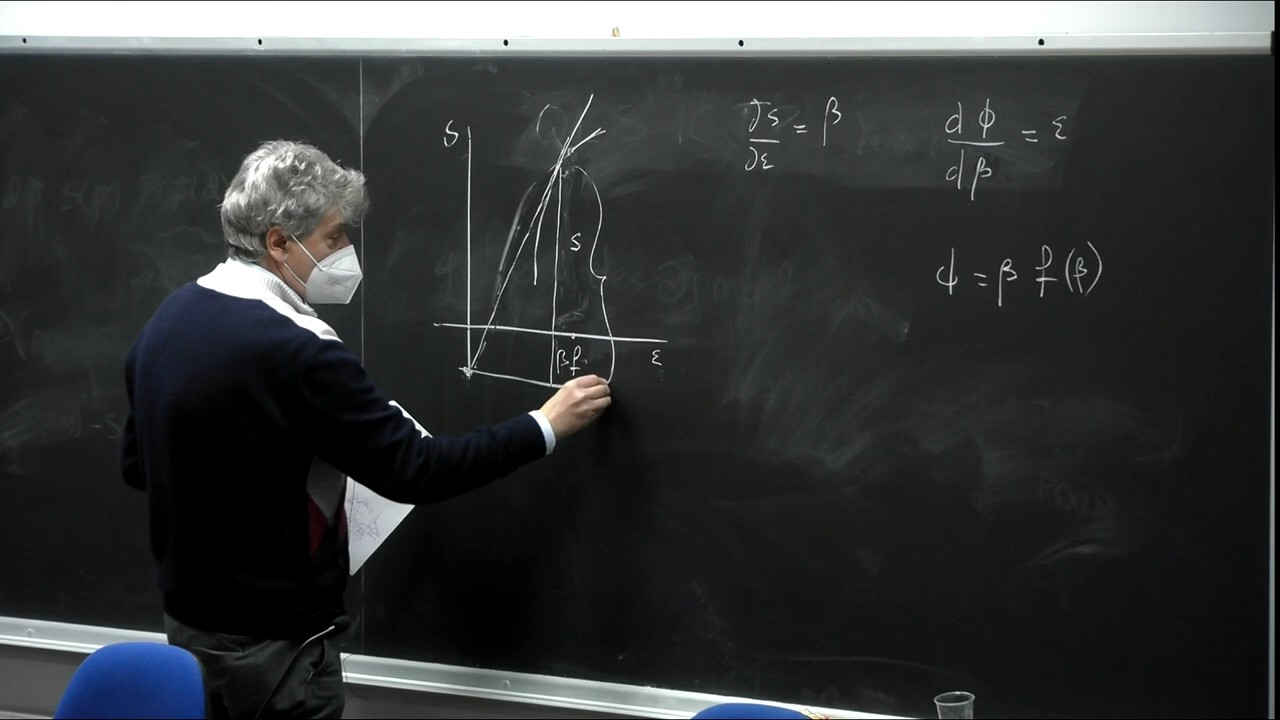 S
∂s/∂ε = β
dϕ/dβ = ε
s
ϕ = β f(β)
βf
ε